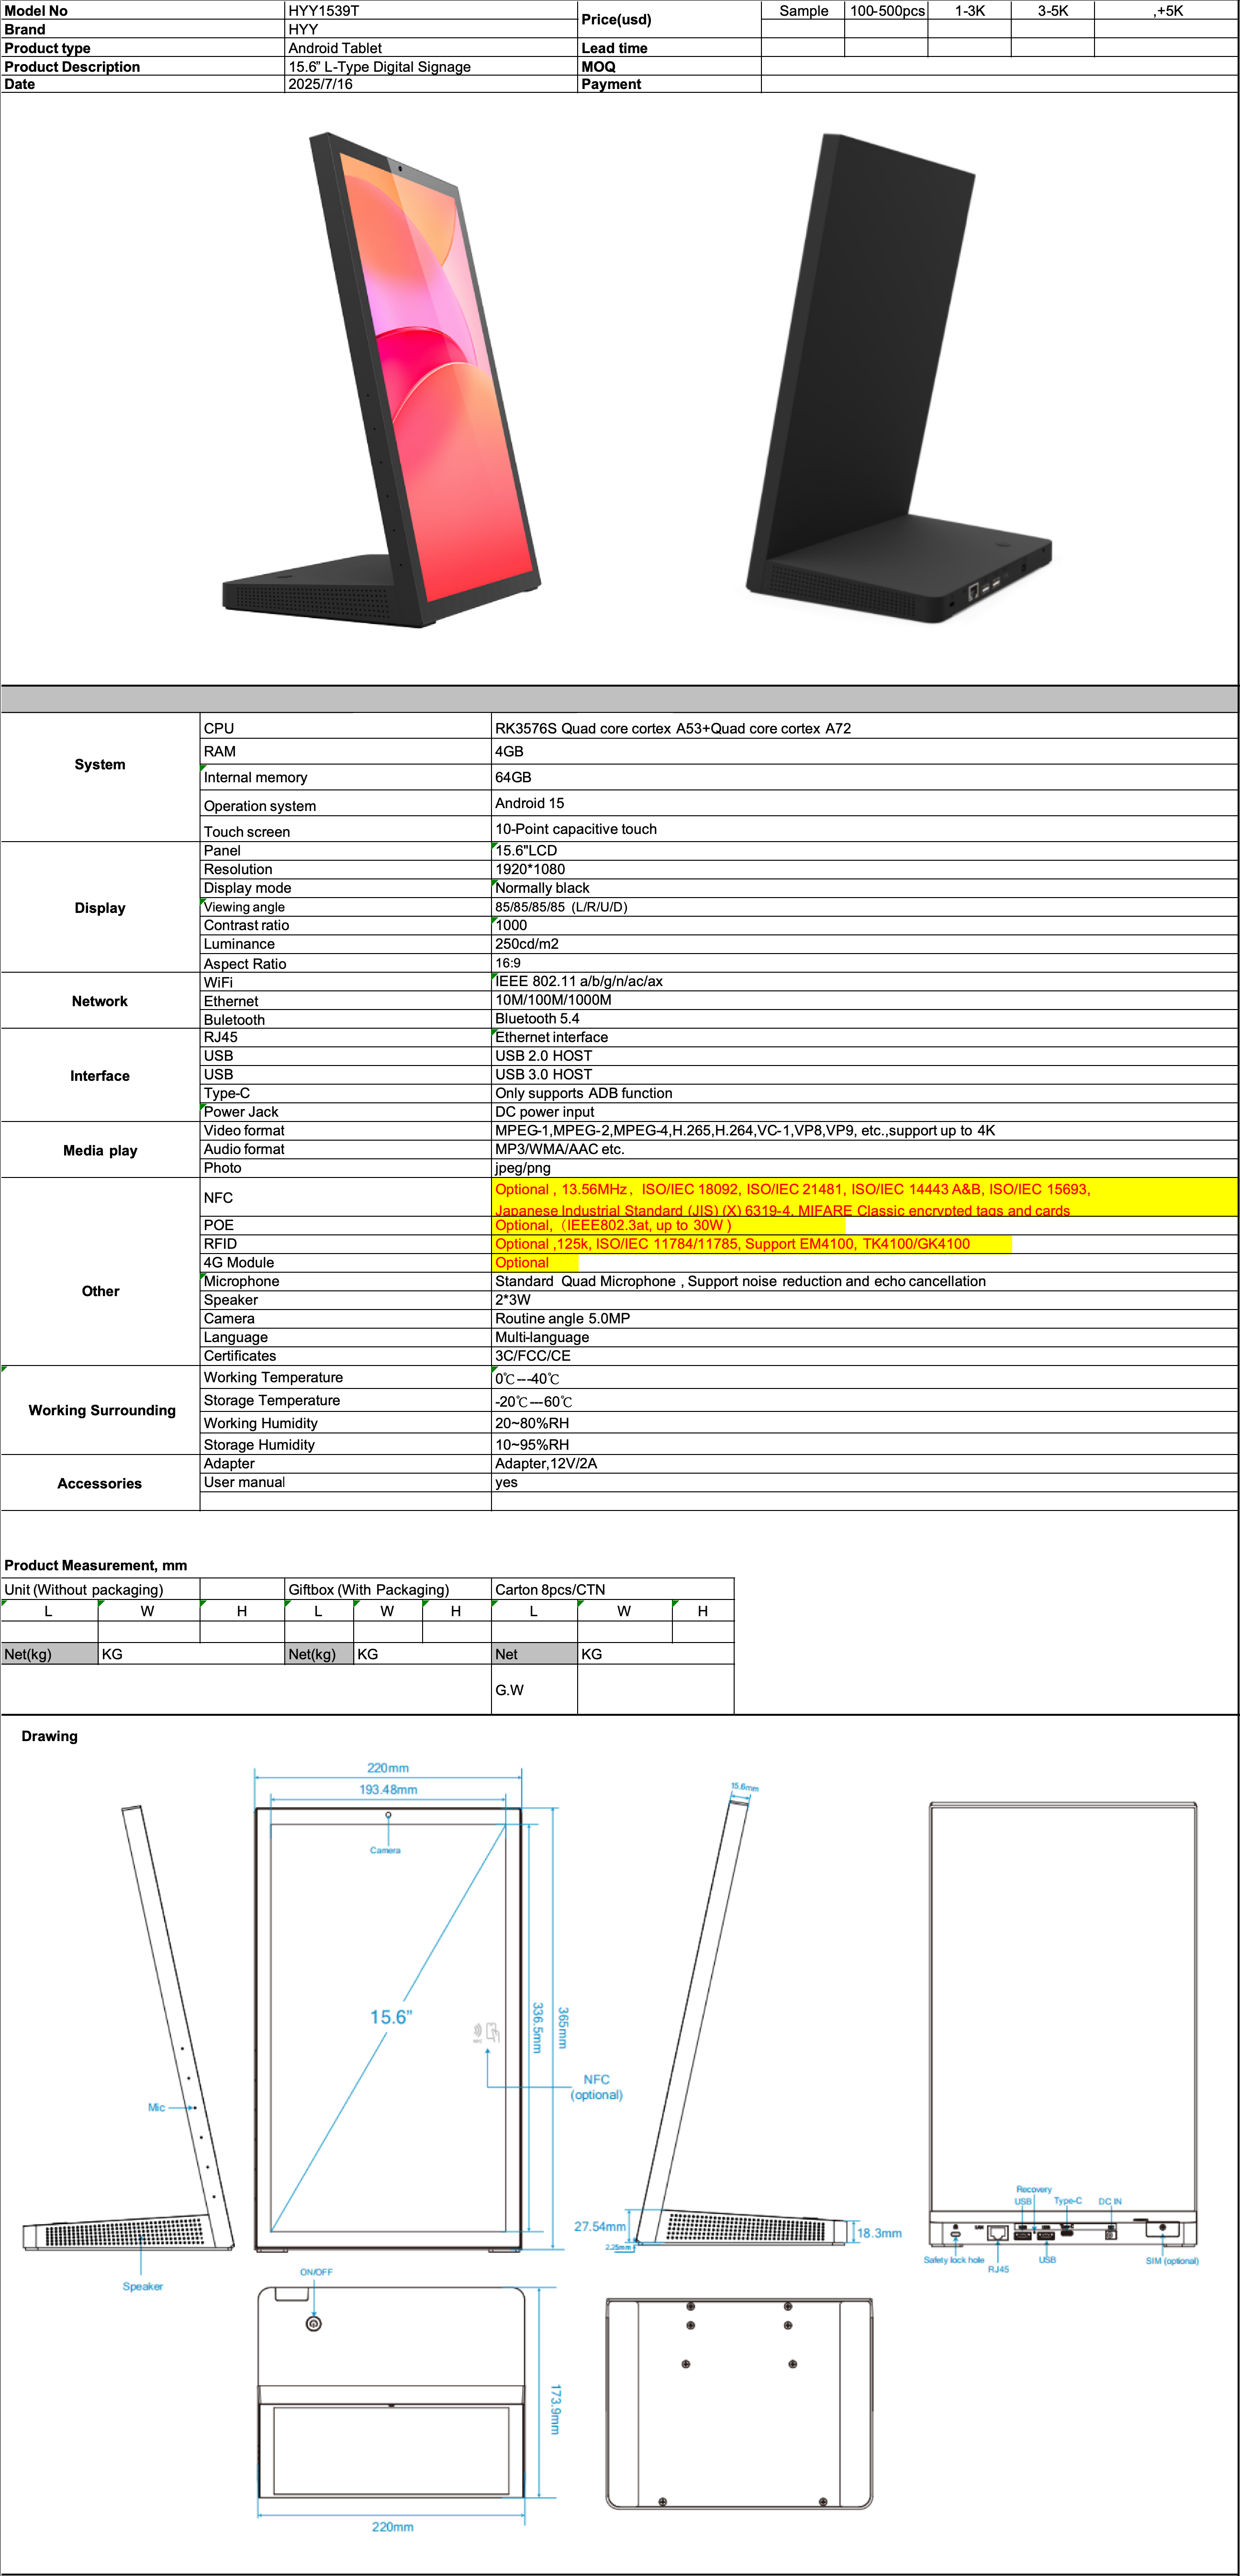 Model No HYY1539T Price(usd) Sample 100-500pcs 1-3K 3-5K ,+5K
Brand HYY
Product type Android Tablet Lead time
Product Description 15.6” L-Type Digital Signage MOQ
Date 2025/7/16 Payment
System
CPU RK3576S Quad core cortex A53+Quad core cortex A72
RAM 4GB
Internal memory 64GB
Operation system Android 15
Touch screen 10-Point capacitive touch
Display
Panel 15.6"LCD
Resolution 1920*1080
Display mode Normally black
Viewing angle 85/85/85/85 (L/R/U/D)
Contrast ratio 1000
Luminance 250cd/m2
Aspect Ratio 16:9
Network
WiFi IEEE 802.11 a/b/g/n/ac/ax
Ethernet 10M/100M/1000M
Buletooth Bluetooth 5.4
Interface
RJ45 Ethernet interface
USB USB 2.0 HOST
USB USB 3.0 HOST
Type-C Only supports ADB function
Power Jack DC power input
Media play
Video format MPEG-1,MPEG-2,MPEG-4,H.265,H.264,VC-1,VP8,VP9, etc.,support up to 4K
Audio format MP3/WMA/AAC etc.
Photo jpeg/png
Other
NFC Optional , 13.56MHz， ISO/IEC 18092, ISO/IEC 21481, ISO/IEC 14443 A&B, ISO/IEC 15693,
Japanese Industrial Standard (JIS) (X) 6319-4, MIFARE Classic encrypted tags and cards
POE Optional,（IEEE802.3at, up to 30W )
RFID Optional ,125k, ISO/IEC 11784/11785, Support EM4100, TK4100/GK4100
4G Module Optional
Microphone Standard Quad Microphone , Support noise reduction and echo cancellation
Speaker 2*3W
Camera Routine angle 5.0MP
Language Multi-language
Certificates 3C/FCC/CE
Working Surrounding
Working Temperature 0℃---40℃
Storage Temperature -20℃---60℃
Working Humidity 20~80%RH
Storage Humidity 10~95%RH
Accessories
Adapter Adapter,12V/2A
User manual yes
Product Measurement, mm
Unit (Without packaging) Giftbox (With Packaging) Carton 8pcs/CTN
L W H L W H L W H
Net(kg) KG Net(kg) KG Net KG
G.W
Drawing
220mm
193.48mm
Camera
15.6”
336.5mm
365mm
NFC
(optional)
Mic
Speaker
15.6mm
27.54mm
2.25mm
18.3mm
Recovery
USB Type-C DC IN
LAN
Safety lock hole
RJ45
USB
SIM (optional)
ON/OFF
173.9mm
220mm